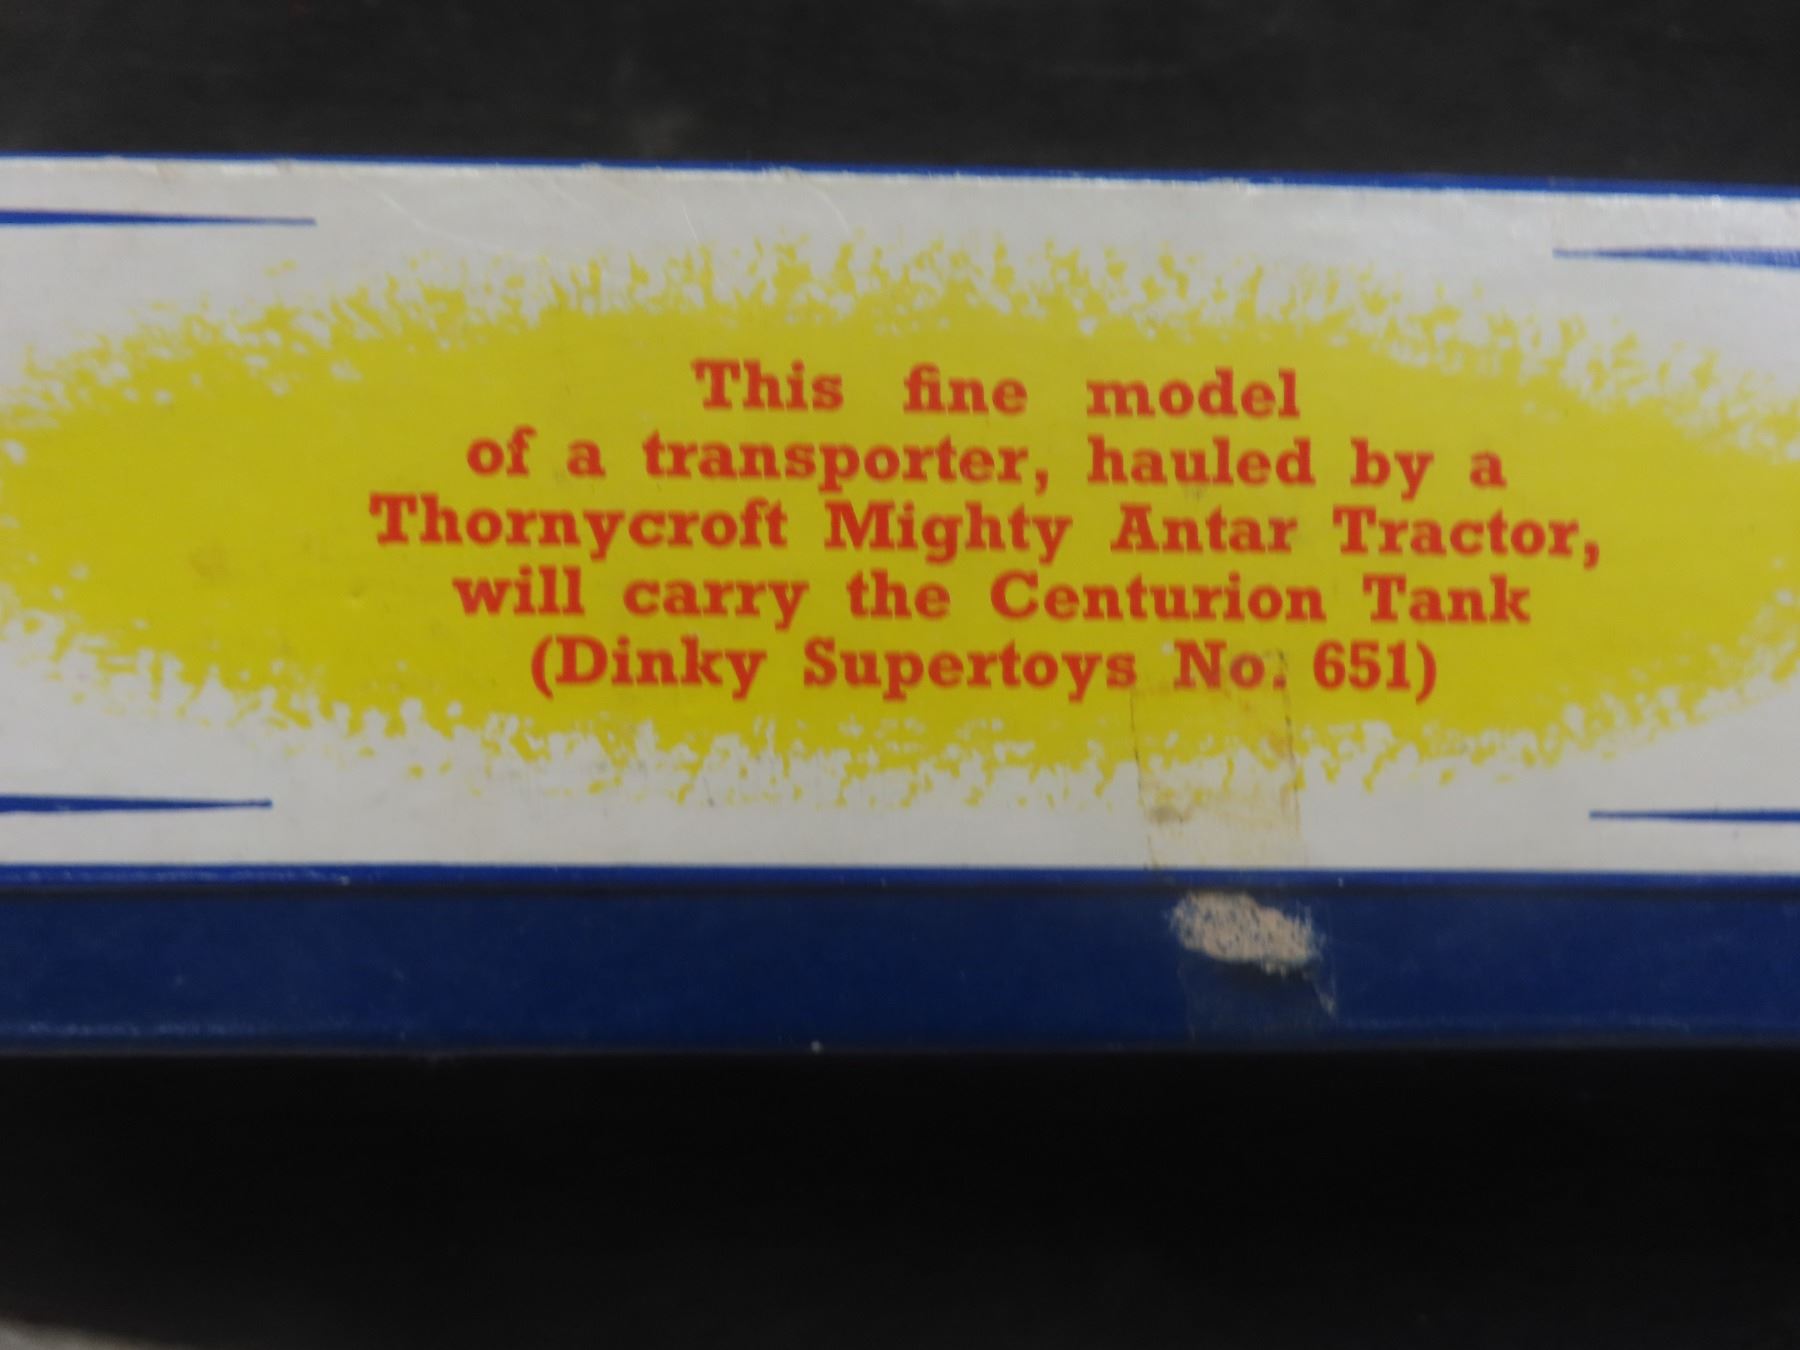 This fine model
of a transporter, hauled by a
Thornycroft Mighty Antar Tractor,
will carry the Centurion Tank
(Dinky Supertoys No. 651)